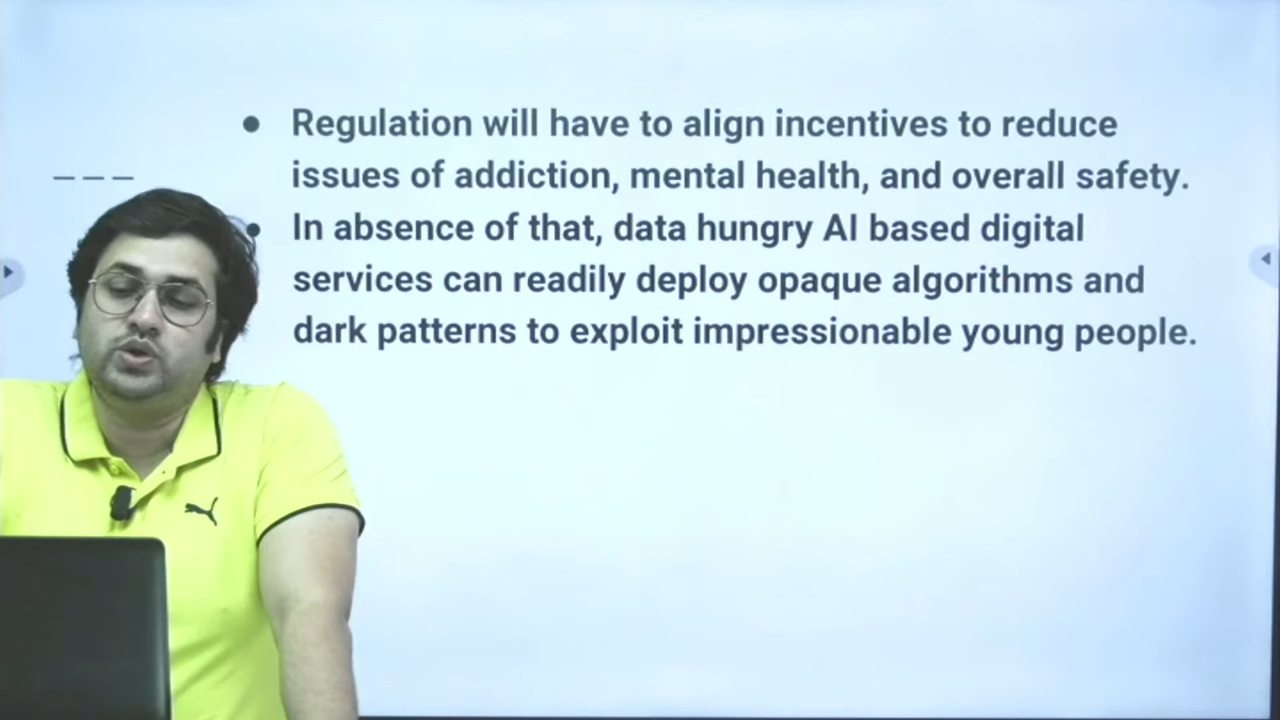 ● Regulation will have to align incentives to reduce
issues of addiction, mental health, and overall safety.
● In absence of that, data hungry AI based digital
services can readily deploy opaque algorithms and
dark patterns to exploit impressionable young people.